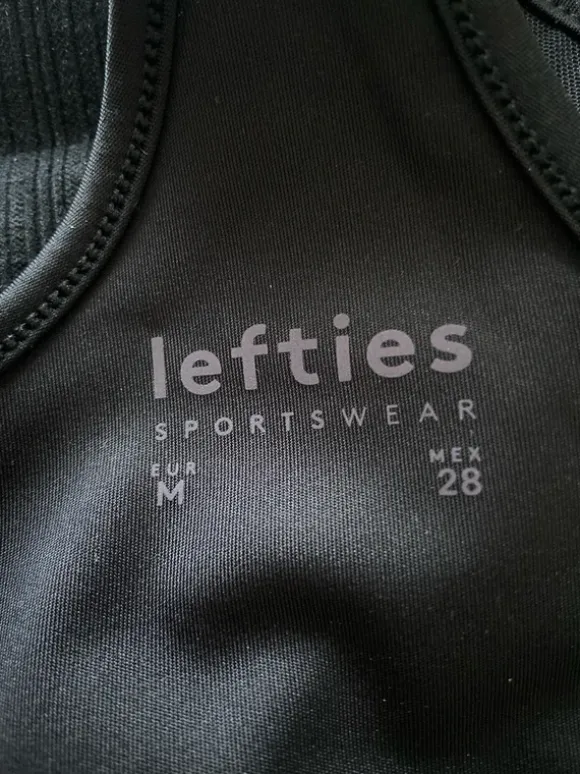 lefties
SPORTSWEAR
EUR MEX
M 28